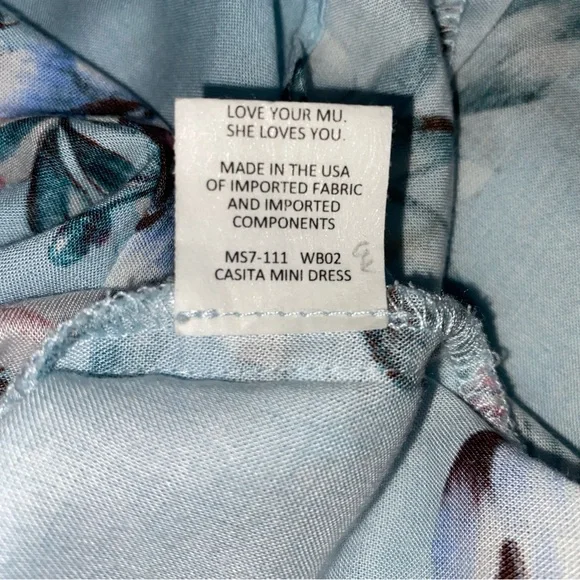 LOVE YOUR MU.
SHE LOVES YOU.
MADE IN THE USA
OF IMPORTED FABRIC
AND IMPORTED
COMPONENTS
MS7-111 WB02
CASITA MINI DRESS